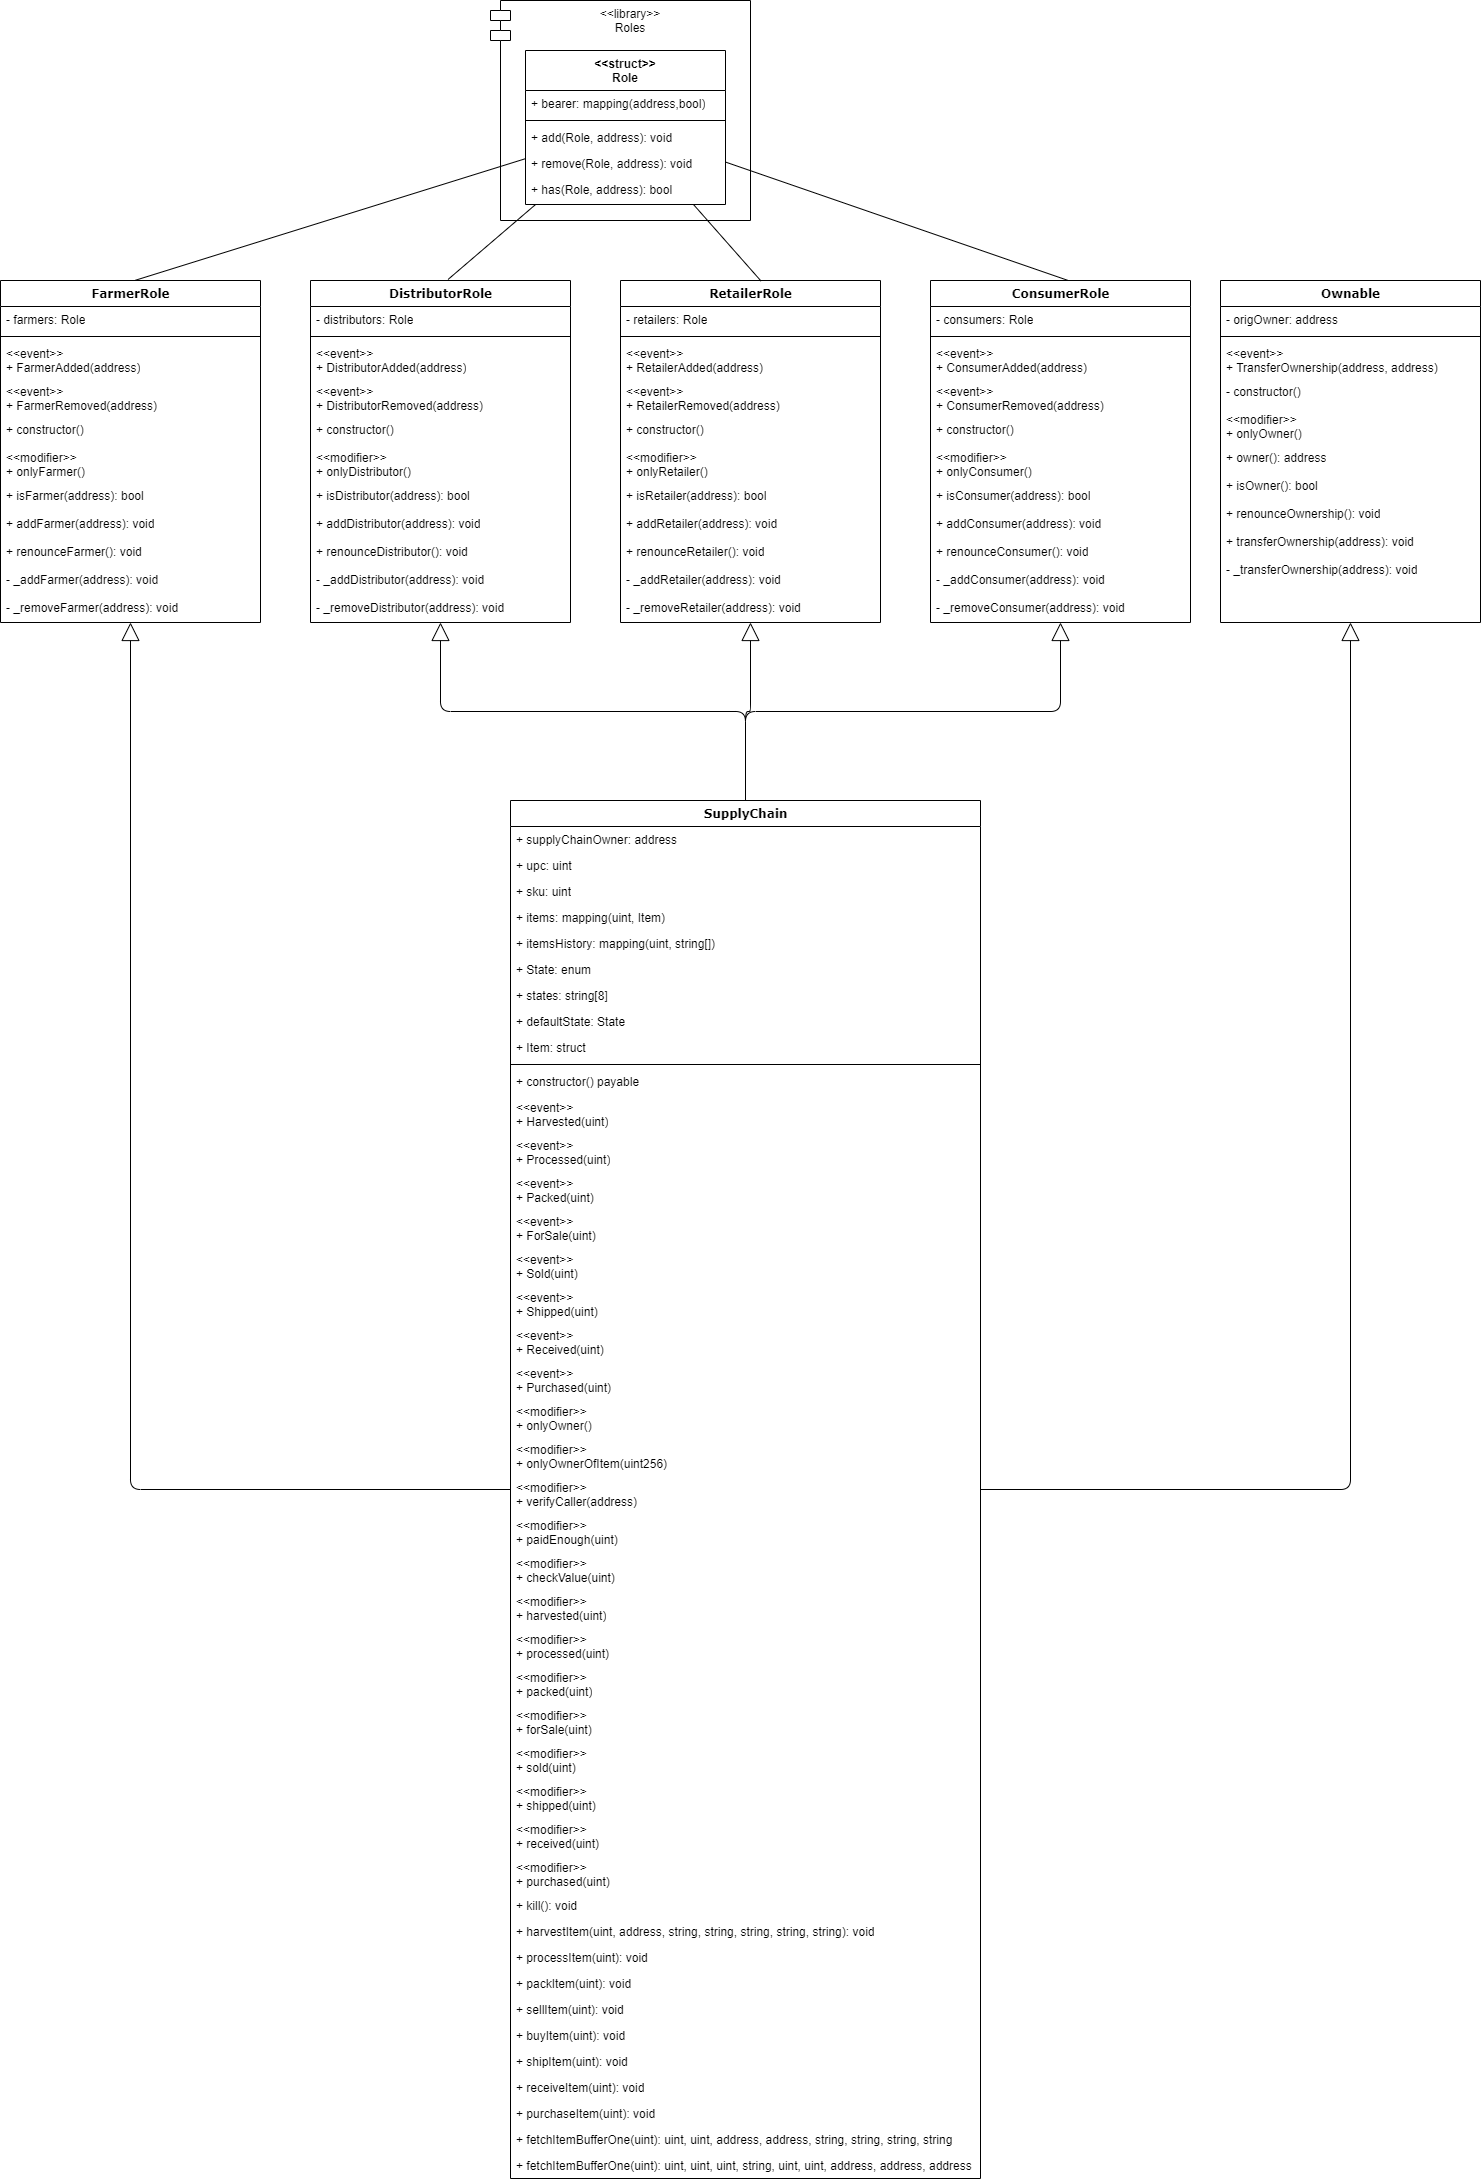 <<library>>
Roles
<<struct>>
Role
+ bearer: mapping(address,bool)
+ add(Role, address): void
+ remove(Role, address): void
+ has(Role, address): bool
FarmerRole
- farmers: Role
<<event>>
+ FarmerAdded(address)
<<event>>
+ FarmerRemoved(address)
+ constructor()
<<modifier>>
+ onlyFarmer()
+ isFarmer(address): bool
+ addFarmer(address): void
+ renounceFarmer(): void
- _addFarmer(address): void
- _removeFarmer(address): void
DistributorRole
- distributors: Role
<<event>>
+ DistributorAdded(address)
<<event>>
+ DistributorRemoved(address)
+ constructor()
<<modifier>>
+ onlyDistributor()
+ isDistributor(address): bool
+ addDistributor(address): void
+ renounceDistributor(): void
- _addDistributor(address): void
- _removeDistributor(address): void
RetailerRole
- retailers: Role
<<event>>
+ RetailerAdded(address)
<<event>>
+ RetailerRemoved(address)
+ constructor()
<<modifier>>
+ onlyRetailer()
+ isRetailer(address): bool
+ addRetailer(address): void
+ renounceRetailer(): void
- _addRetailer(address): void
- _removeRetailer(address): void
ConsumerRole
- consumers: Role
<<event>>
+ ConsumerAdded(address)
<<event>>
+ ConsumerRemoved(address)
+ constructor()
<<modifier>>
+ onlyConsumer()
+ isConsumer(address): bool
+ addConsumer(address): void
+ renounceConsumer(): void
- _addConsumer(address): void
- _removeConsumer(address): void
Ownable
- origOwner: address
<<event>>
+ TransferOwnership(address, address)
- constructor()
<<modifier>>
+ onlyOwner()
+ owner(): address
+ isOwner(): bool
+ renounceOwnership(): void
+ transferOwnership(address): void
- _transferOwnership(address): void
SupplyChain
+ supplyChainOwner: address
+ upc: uint
+ sku: uint
+ items: mapping(uint, Item)
+ itemsHistory: mapping(uint, string[])
+ State: enum
+ states: string[8]
+ defaultState: State
+ Item: struct
+ constructor() payable
<<event>>
+ Harvested(uint)
<<event>>
+ Processed(uint)
<<event>>
+ Packed(uint)
<<event>>
+ ForSale(uint)
<<event>>
+ Sold(uint)
<<event>>
+ Shipped(uint)
<<event>>
+ Received(uint)
<<event>>
+ Purchased(uint)
<<modifier>>
+ onlyOwner()
<<modifier>>
+ onlyOwnerOfItem(uint256)
<<modifier>>
+ verifyCaller(address)
<<modifier>>
+ paidEnough(uint)
<<modifier>>
+ checkValue(uint)
<<modifier>>
+ harvested(uint)
<<modifier>>
+ processed(uint)
<<modifier>>
+ packed(uint)
<<modifier>>
+ forSale(uint)
<<modifier>>
+ sold(uint)
<<modifier>>
+ shipped(uint)
<<modifier>>
+ received(uint)
<<modifier>>
+ purchased(uint)
+ kill(): void
+ harvestItem(uint, address, string, string, string, string, string): void
+ processItem(uint): void
+ packItem(uint): void
+ sellItem(uint): void
+ buyItem(uint): void
+ shipItem(uint): void
+ receiveItem(uint): void
+ purchaseItem(uint): void
+ fetchItemBufferOne(uint): uint, uint, address, address, string, string, string, string
+ fetchItemBufferOne(uint): uint, uint, uint, string, uint, uint, address, address, address